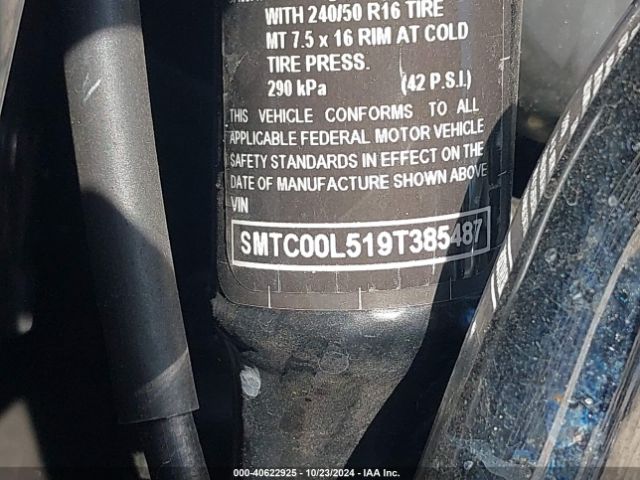 WITH 240/50 R16 TIRE
MT 7.5 x 16 RIM AT COLD
TIRE PRESS.
290 kPa (42 P.S.I.)
THIS VEHICLE CONFORMS TO ALL
APPLICABLE FEDERAL MOTOR VEHICLE
SAFETY STANDARDS IN EFFECT ON THE
DATE OF MANUFACTURE SHOWN ABOVE
VIN
SMTC00L519T385487
000-40622925 - 10/23/2024 - IAA Inc.